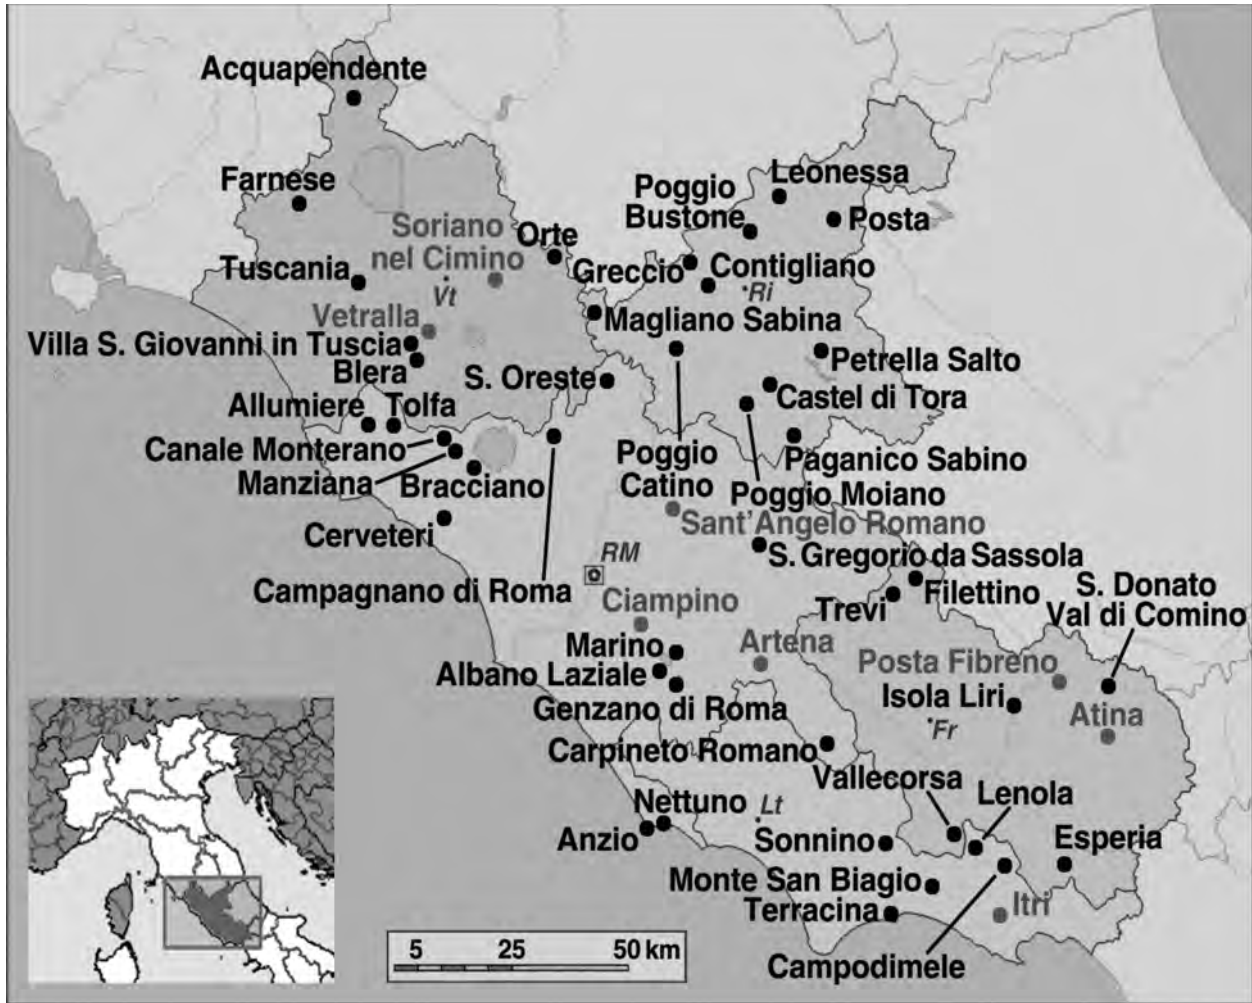 Acquapendente
Farnese
Poggio
Bustone
Leonessa
Posta
Soriano
nel Cimino
Orte
Greccio
Contigliano
Tuscania
Vt
Ri
Vetralla
Magliano Sabina
Villa S. Giovanni in Tuscia
Blera
S. Oreste
Petrella Salto
Castel di Tora
Allumiere
Tolfa
Canale Monterano
Poggio
Catino
Paganico Sabino
Manziana
Bracciano
Poggio Moiano
Sant'Angelo Romano
Cerveteri
RM
S. Gregorio da Sassola
Campagnano di Roma
Ciampino
Trevi
Filettino
S. Donato
Val di Comino
Marino
Artena
Posta Fibreno
Albano Laziale
Isola Liri
Genzano di Roma
Fr
Atina
Carpineto Romano
Vallecorsa
Lenola
Nettuno
Lt
Anzio
Sonnino
Esperia
Monte San Biagio
Terracina
Itri
Campodimele
5 25 50 km